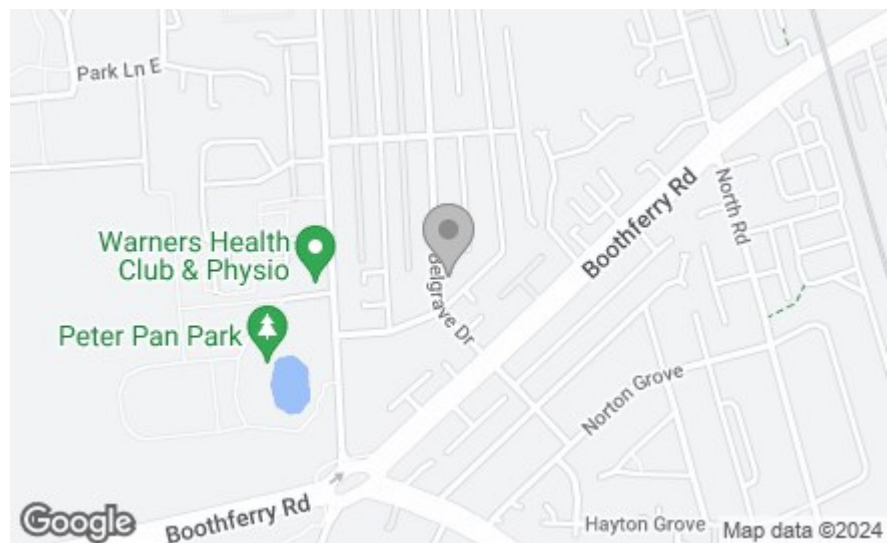 Park Ln E
Boothferry Rd
North Rd
Warners Health
Club & Physio
Belgrave Dr
Peter Pan Park
Norton Grove
Boothferry Rd
Hayton Grove
Google
Map data ©2024